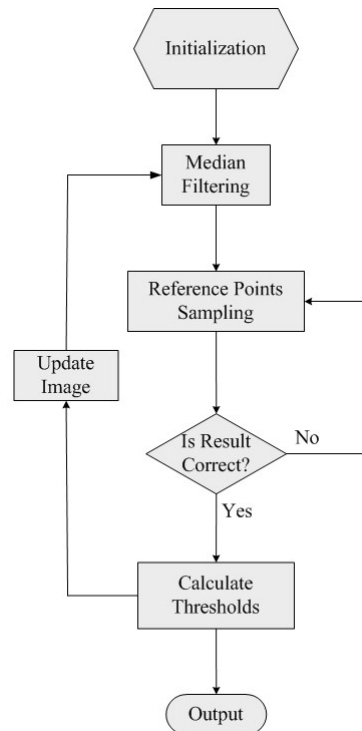 Initialization
Median
Filtering
Reference Points
Sampling
Update
Image
Is Result
Correct?
No
Yes
Calculate
Thresholds
Output